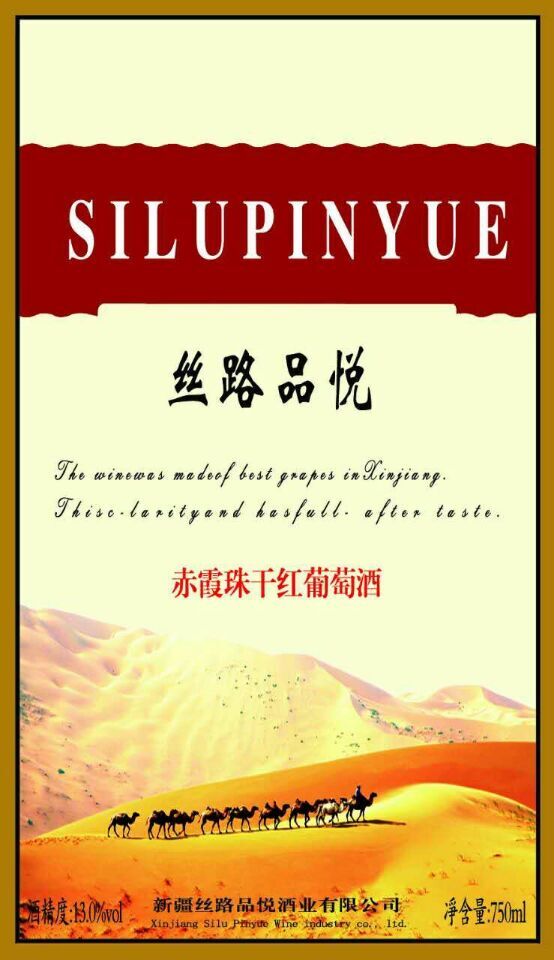 SILUPINYUE
丝路品悦
The winewas madeof best grapes inXinjiang.
Thisc-larityand hasfull- after taste.
赤霞珠干红葡萄酒
酒精度:13.0%vol
新疆丝路品悦酒业有限公司
Xinjiang Silu Pinyue Wine industry co., ltd.
净含量:750ml